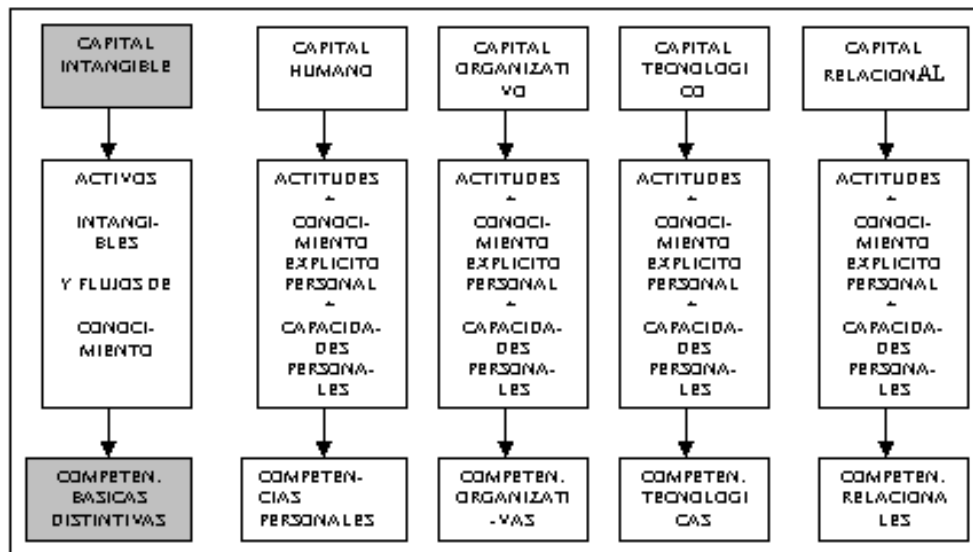 CAPITAL
INTANGIBLE
CAPITAL
HUMANO
CAPITAL
ORGANIZATI
VO
CAPITAL
TECNOLOGI
CO
CAPITAL
RELACIONAL
ACTIVOS
INTANGI-
BLES
Y FLUJOS DE
CONOCI-
MIENTO
ACTITUDES
+
CONOCI-
MIENTO
EXPLICITO
PERSONAL
+
CAPACIDA-
DES
PERSONA-
LES
ACTITUDES
+
CONOCI-
MIENTO
EXPLICITO
PERSONAL
+
CAPACIDA-
DES
PERSONA-
LES
ACTITUDES
+
CONOCI-
MIENTO
EXPLICITO
PERSONAL
+
CAPACIDA-
DES
PERSONA-
LES
ACTITUDES
+
CONOCI-
MIENTO
EXPLICITO
PERSONAL
+
CAPACIDA-
DES
PERSONA-
LES
COMPETEN.
BASICAS
DISTINTIVAS
COMPETEN-
CIAS
PERSONALES
COMPETEN.
ORGANIZATI
-VAS
COMPETEN.
TECNOLOGI
CAS
COMPETEN.
RELACIONA
LES